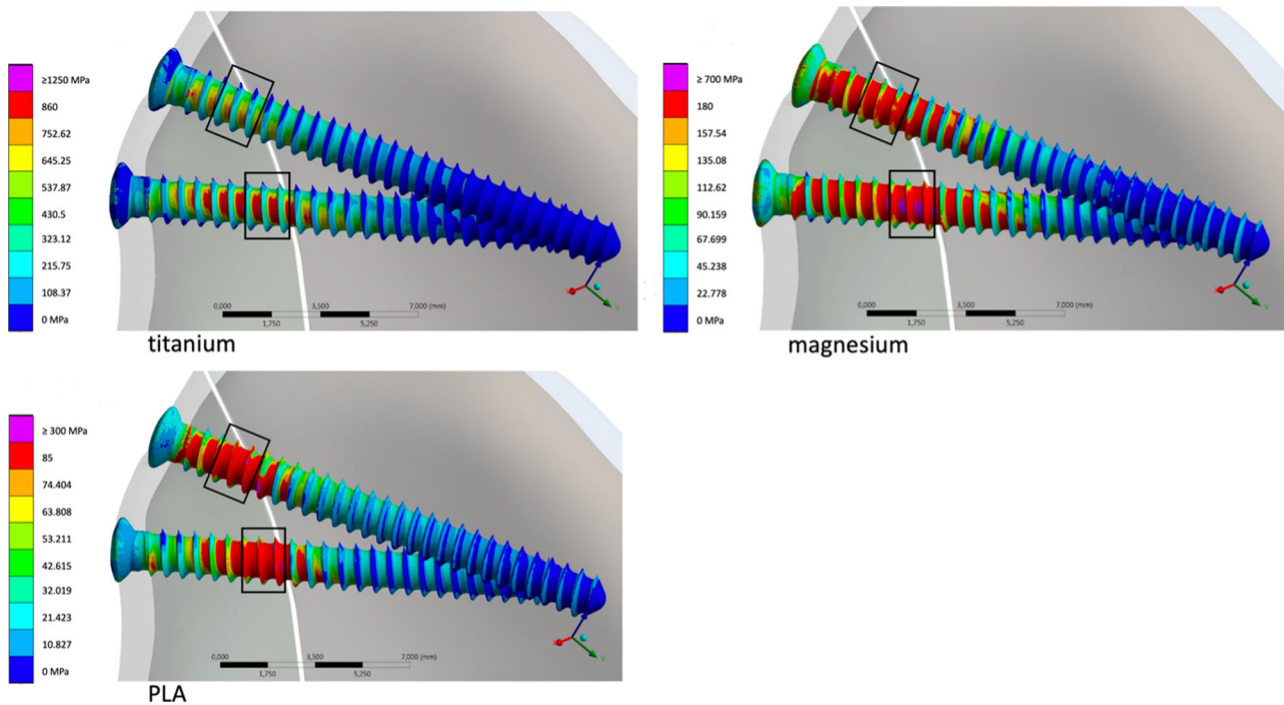 ≥1250 MPa
860
752.62
645.25
537.87
430.5
323.12
215.75
108.37
0 MPa
0,000 3,500 7,000 (mm)
1,750 5,250
titanium
≥ 700 MPa
180
157.54
135.08
112.62
90.159
67.699
45.238
22.778
0 MPa
0,000 3,500 7,000 (mm)
1,750 5,250
magnesium
≥ 300 MPa
85
74.404
63.808
53.211
42.615
32.019
21.423
10.827
0 MPa
0,000 3,500 7,000 (mm)
1,750 5,250
PLA